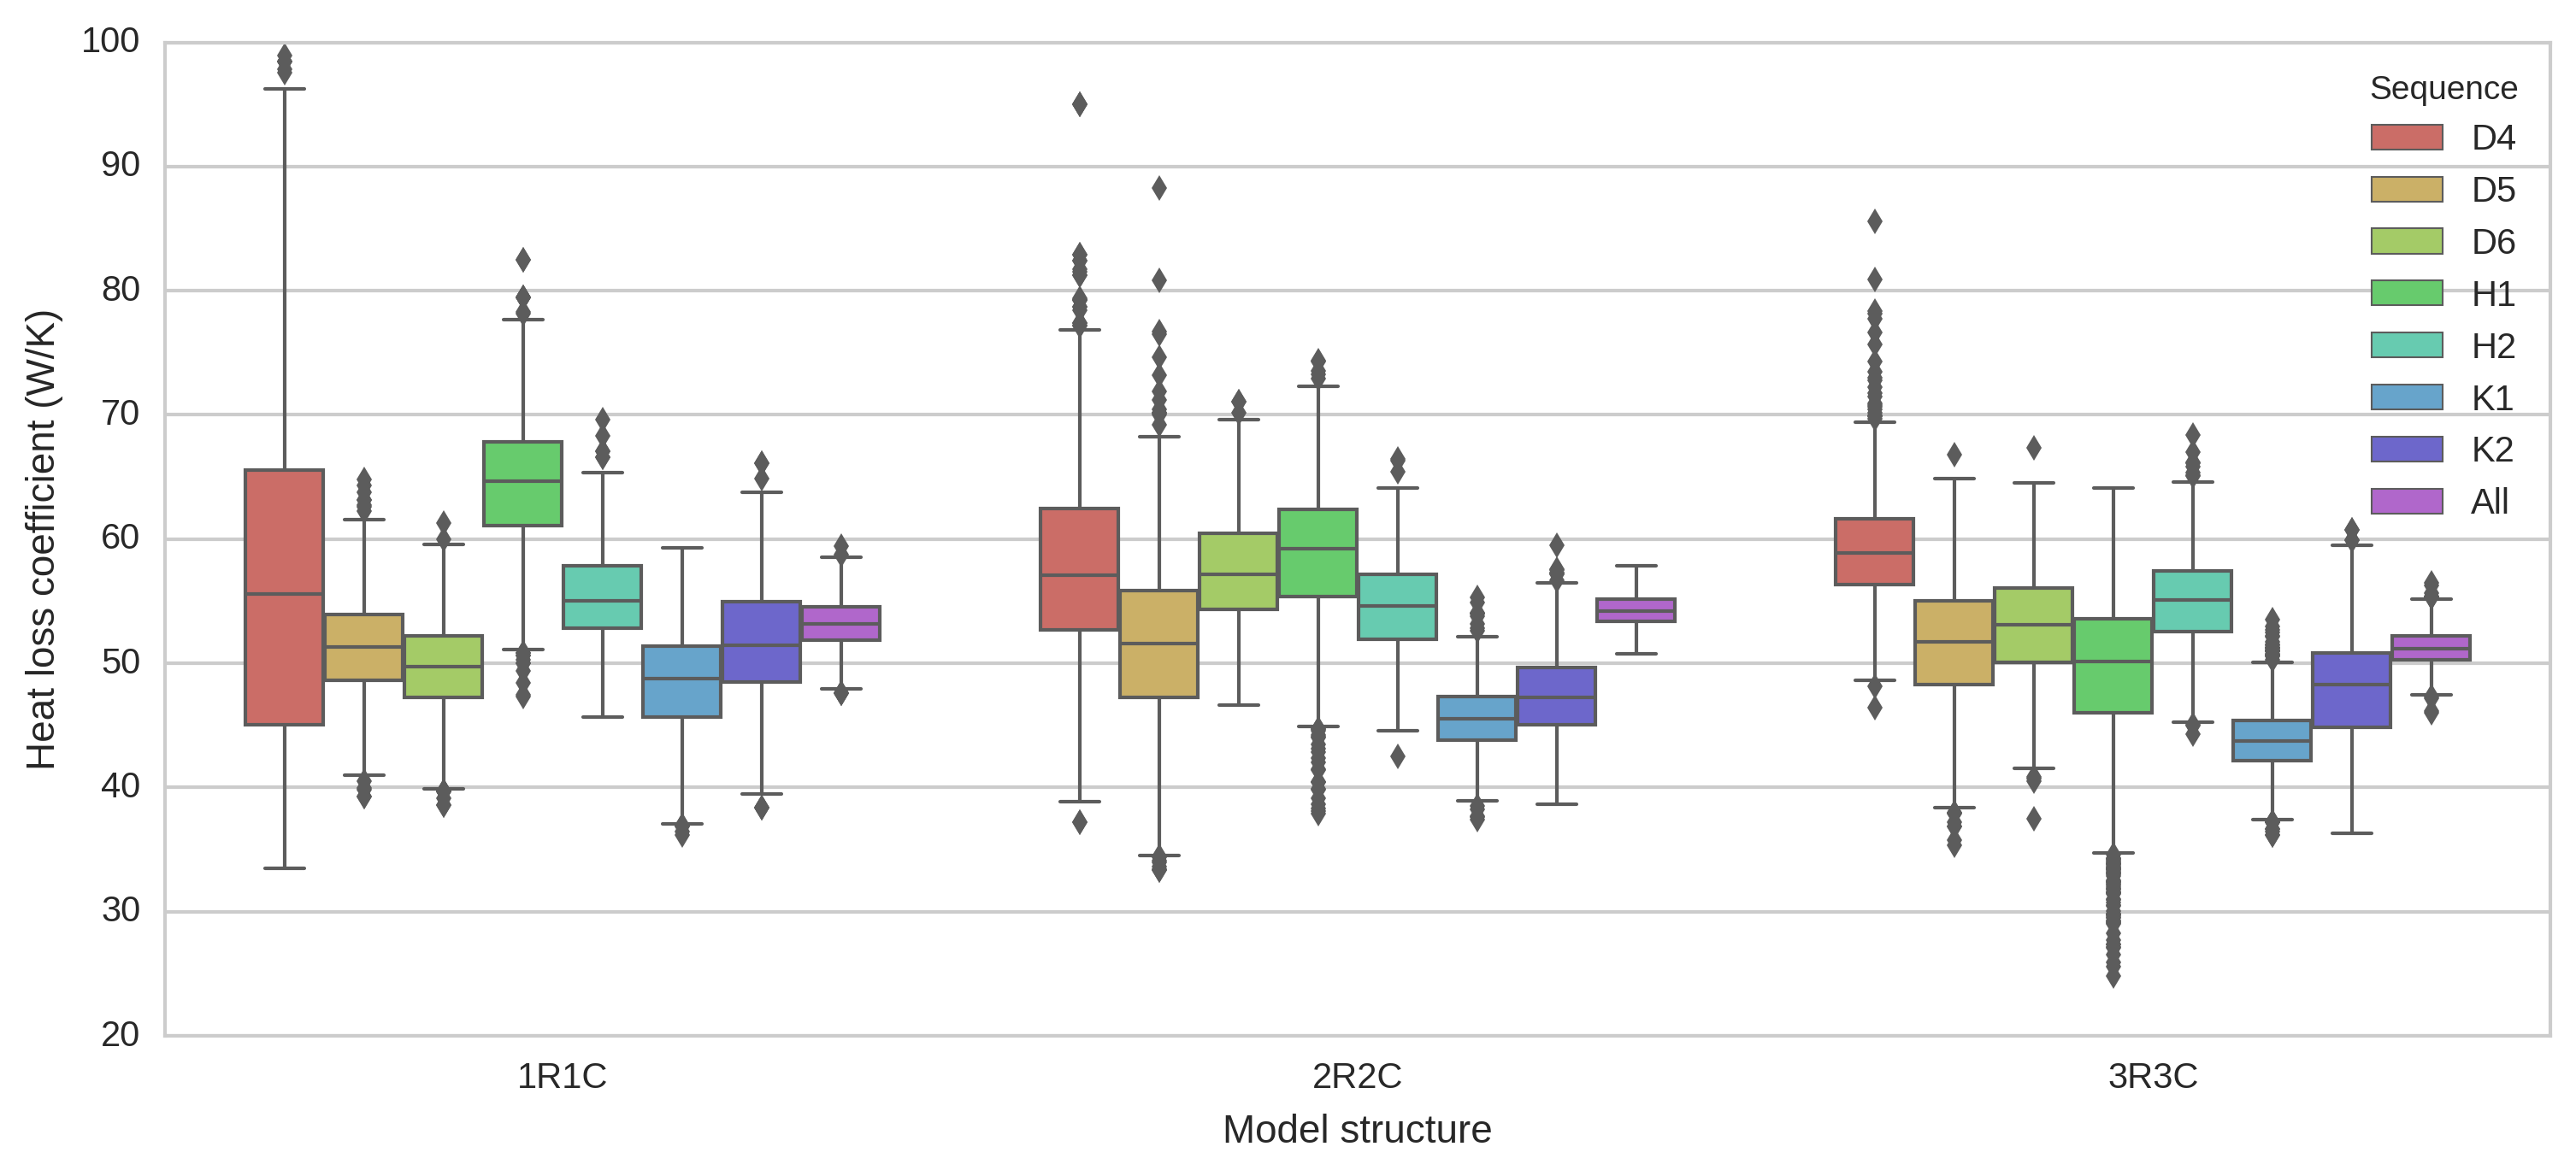 Heat loss coefficient (W/K)
100
90
80
70
60
50
40
30
20
Sequence
D4
D5
D6
H1
H2
K1
K2
All
1R1C 2R2C 3R3C
Model structure